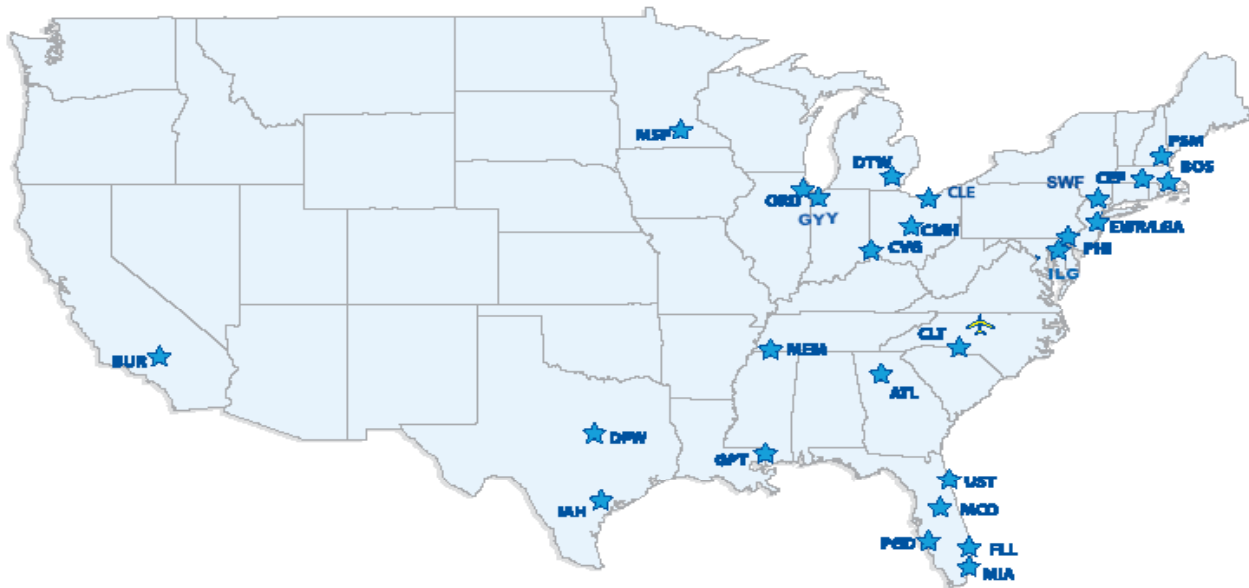 MSP
PSM
DTW
BOS
CEF
SWF
CLE
ORD
GYY
CMH
EWR/LGA
CVG
PHI
ILG
CLT
MEM
BUR
ATL
DFW
GPT
UST
IAH
MCO
PGD
FLL
MIA